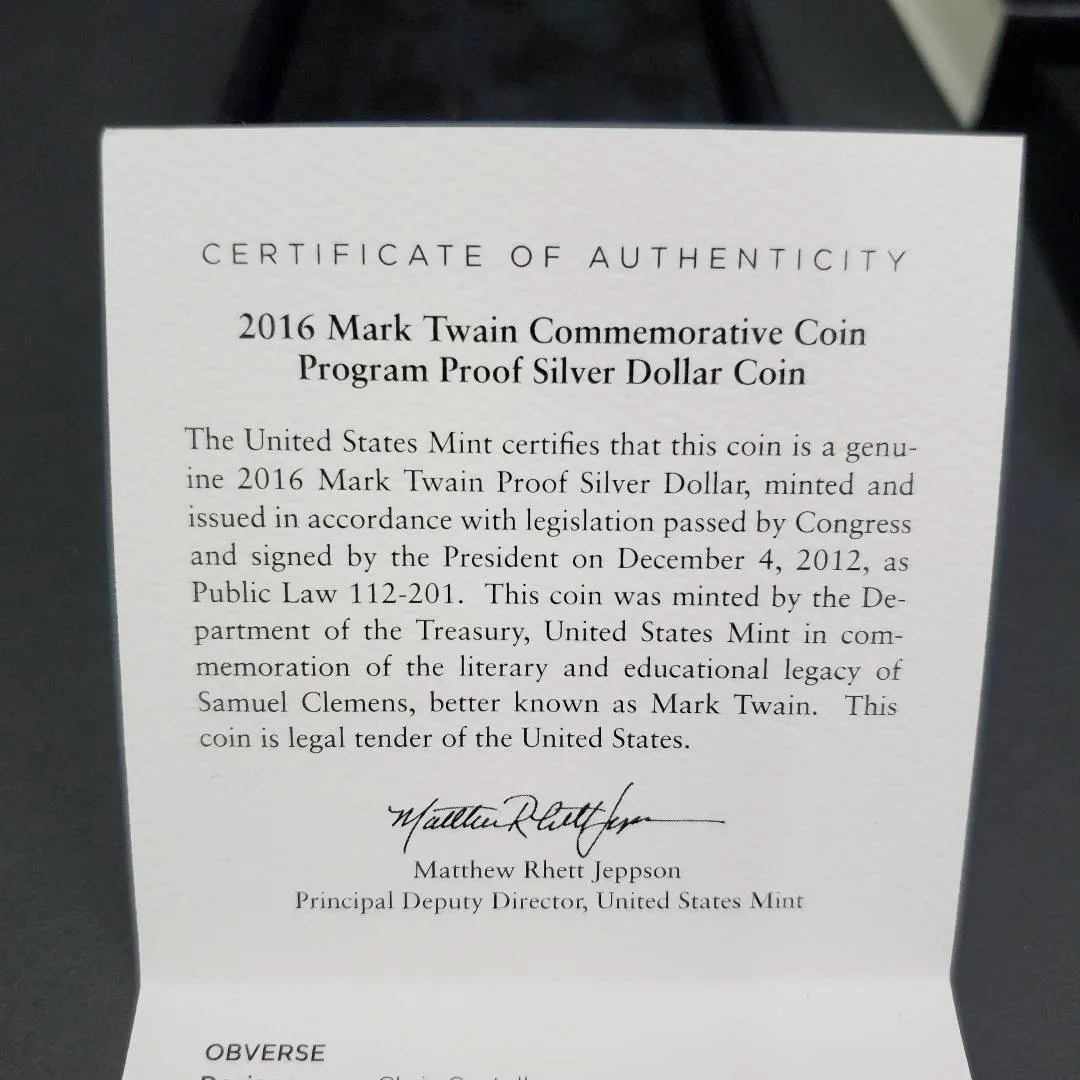 CERTIFICATE OF AUTHENTICITY
2016 Mark Twain Commemorative Coin
Program Proof Silver Dollar Coin
The United States Mint certifies that this coin is a genu-
ine 2016 Mark Twain Proof Silver Dollar, minted and
issued in accordance with legislation passed by Congress
and signed by the President on December 4, 2012, as
Public Law 112-201. This coin was minted by the De-
partment of the Treasury, United States Mint in com-
memoration of the literary and educational legacy of
Samuel Clemens, better known as Mark Twain. This
coin is legal tender of the United States.
Matthew Rhett Jeppson
Matthew Rhett Jeppson
Principal Deputy Director, United States Mint
OBVERSE